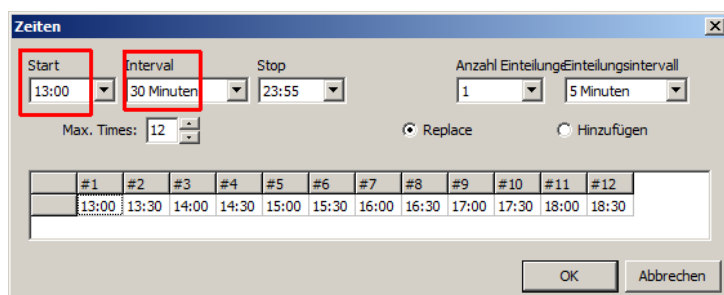 Zeiten
Start Interval Stop Anzahl Einteilunge Einteilungsintervall
13:00 30 Minuten 23:55 1 5 Minuten
Max. Times: 12 Replace Hinzufügen
#1 #2 #3 #4 #5 #6 #7 #8 #9 #10 #11 #12
13:00 13:30 14:00 14:30 15:00 15:30 16:00 16:30 17:00 17:30 18:00 18:30
OK Abbrechen